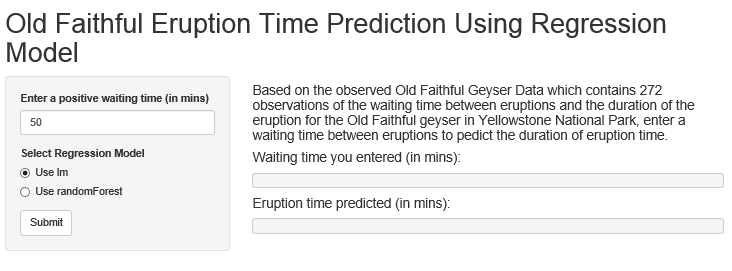 Old Faithful Eruption Time Prediction Using Regression
Model
Enter a positive waiting time (in mins)
50
Select Regression Model
Use lm
Use randomForest
Submit
Based on the observed Old Faithful Geyser Data which contains 272
observations of the waiting time between eruptions and the duration of the
eruption for the Old Faithful geyser in Yellowstone National Park, enter a
waiting time between eruptions to pedict the duration of eruption time.
Waiting time you entered (in mins):
Eruption time predicted (in mins):